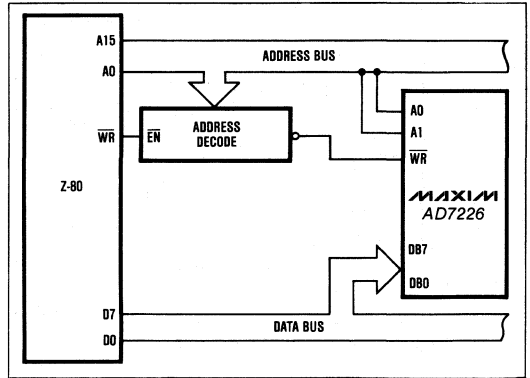 A15
ADDRESS BUS
A0
A0
ADDRESS
DECODE
A1
WR
EN
WR
Z-80
MAXIM
AD7226
DB7
DB0
D7
DATA BUS
D0